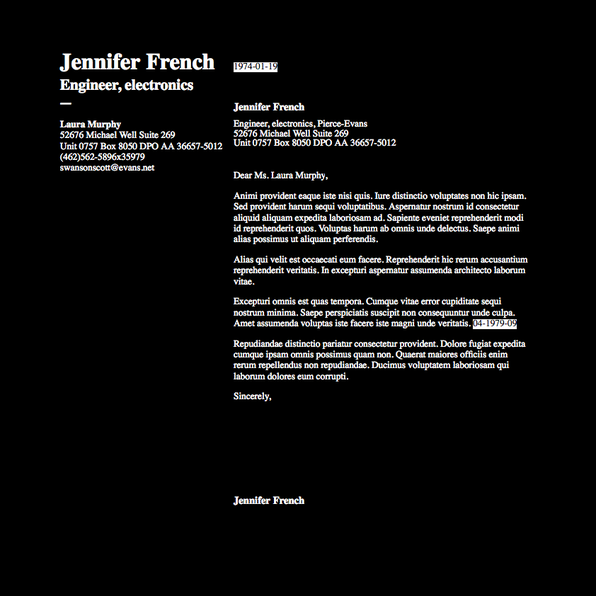 Jennifer French
Engineer, electronics
Laura Murphy
52676 Michael Well Suite 269
Unit 0757 Box 8050 DPO AA 36657-5012
(462)562-5896x35979
swansonscott@evans.net
1974-01-19
Jennifer French
Engineer, electronics, Pierce-Evans
52676 Michael Well Suite 269
Unit 0757 Box 8050 DPO AA 36657-5012
Dear Ms. Laura Murphy,
Animi provident eaque iste nisi quis. Iure distinctio voluptates non hic ipsam.
Sed provident harum sequi voluptatibus. Aspernatur nostrum id consectetur
aliquid aliquam expedita laboriosam ad. Sapiente eveniet reprehenderit modi
id reprehenderit quos. Voluptas harum ab omnis unde delectus. Saepe animi
alias possimus ut aliquam perferendis.
Alias qui velit est occaecati eum facere. Reprehenderit hic rerum accusantium
reprehenderit veritatis. In excepturi aspernatur assumenda architecto laborum
vitae.
Excepturi omnis est quas tempora. Cumque vitae error cupiditate sequi
nostrum minima. Saepe perspiciatis suscipit non consequuntur unde culpa.
Amet assumenda voluptas iste facere iste magni unde veritatis. 04-1979-09
Repudiandae distinctio pariatur consectetur provident. Dolore fugiat expedita
cumque ipsam omnis possimus quam non. Quaerat maiores officiis enim
rerum repellendus non repudiandae. Ducimus voluptatem laboriosam qui
laborum dolores eum corrupti.
Sincerely,
Jennifer French